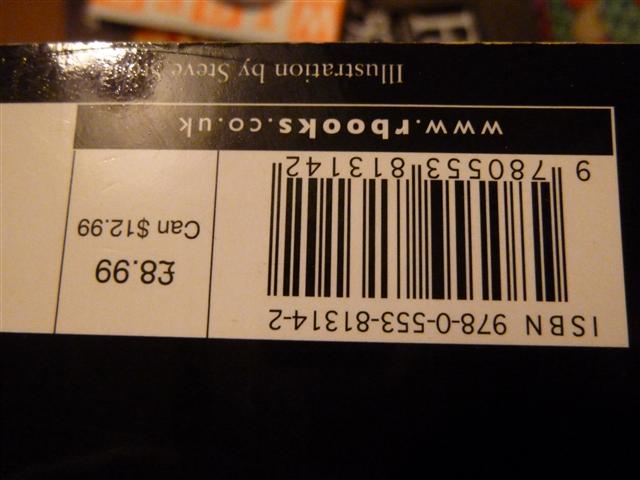 ISBN 978-0-553-81314-2
9 780553 813142
£8.99
Can $12.99
www.rbooks.co.uk
Illustration by Steve